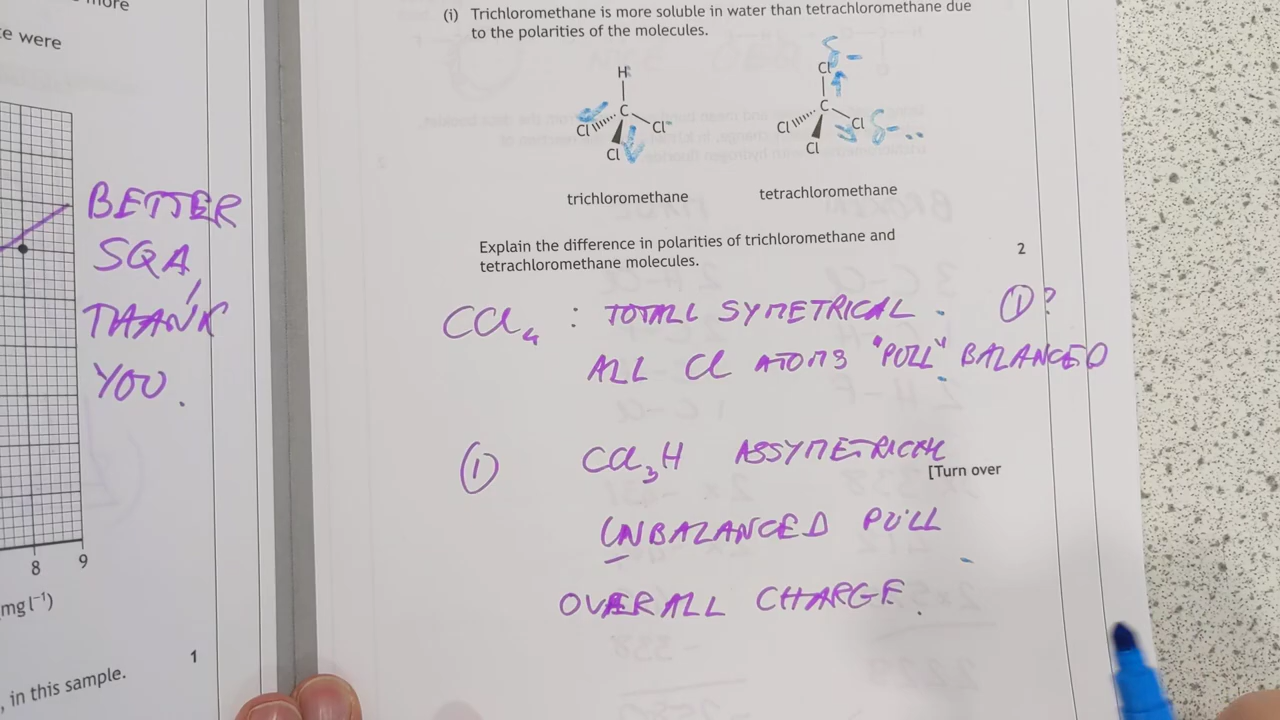 more
te were
BETTER
SQA,
THANK
YOU.
8
9
mg l⁻¹)
1
, in this sample.
(i) Trichloromethane is more soluble in water than tetrachloromethane due
to the polarities of the molecules.
H
C
Cl
Cl
Cl
trichloromethane
δ-
Cl
C
Cl
Cl δ-
Cl
tetrachloromethane
Explain the difference in polarities of trichloromethane and
tetrachloromethane molecules.
2
CCl₄ : TOTALL SYMETRICAL. ①?
ALL Cl ATOMS "PULL" BALANCED
① CCl₃H ASSYMETRICAL
[Turn over
UNBALANCED PULL
OVERALL CHARGE.